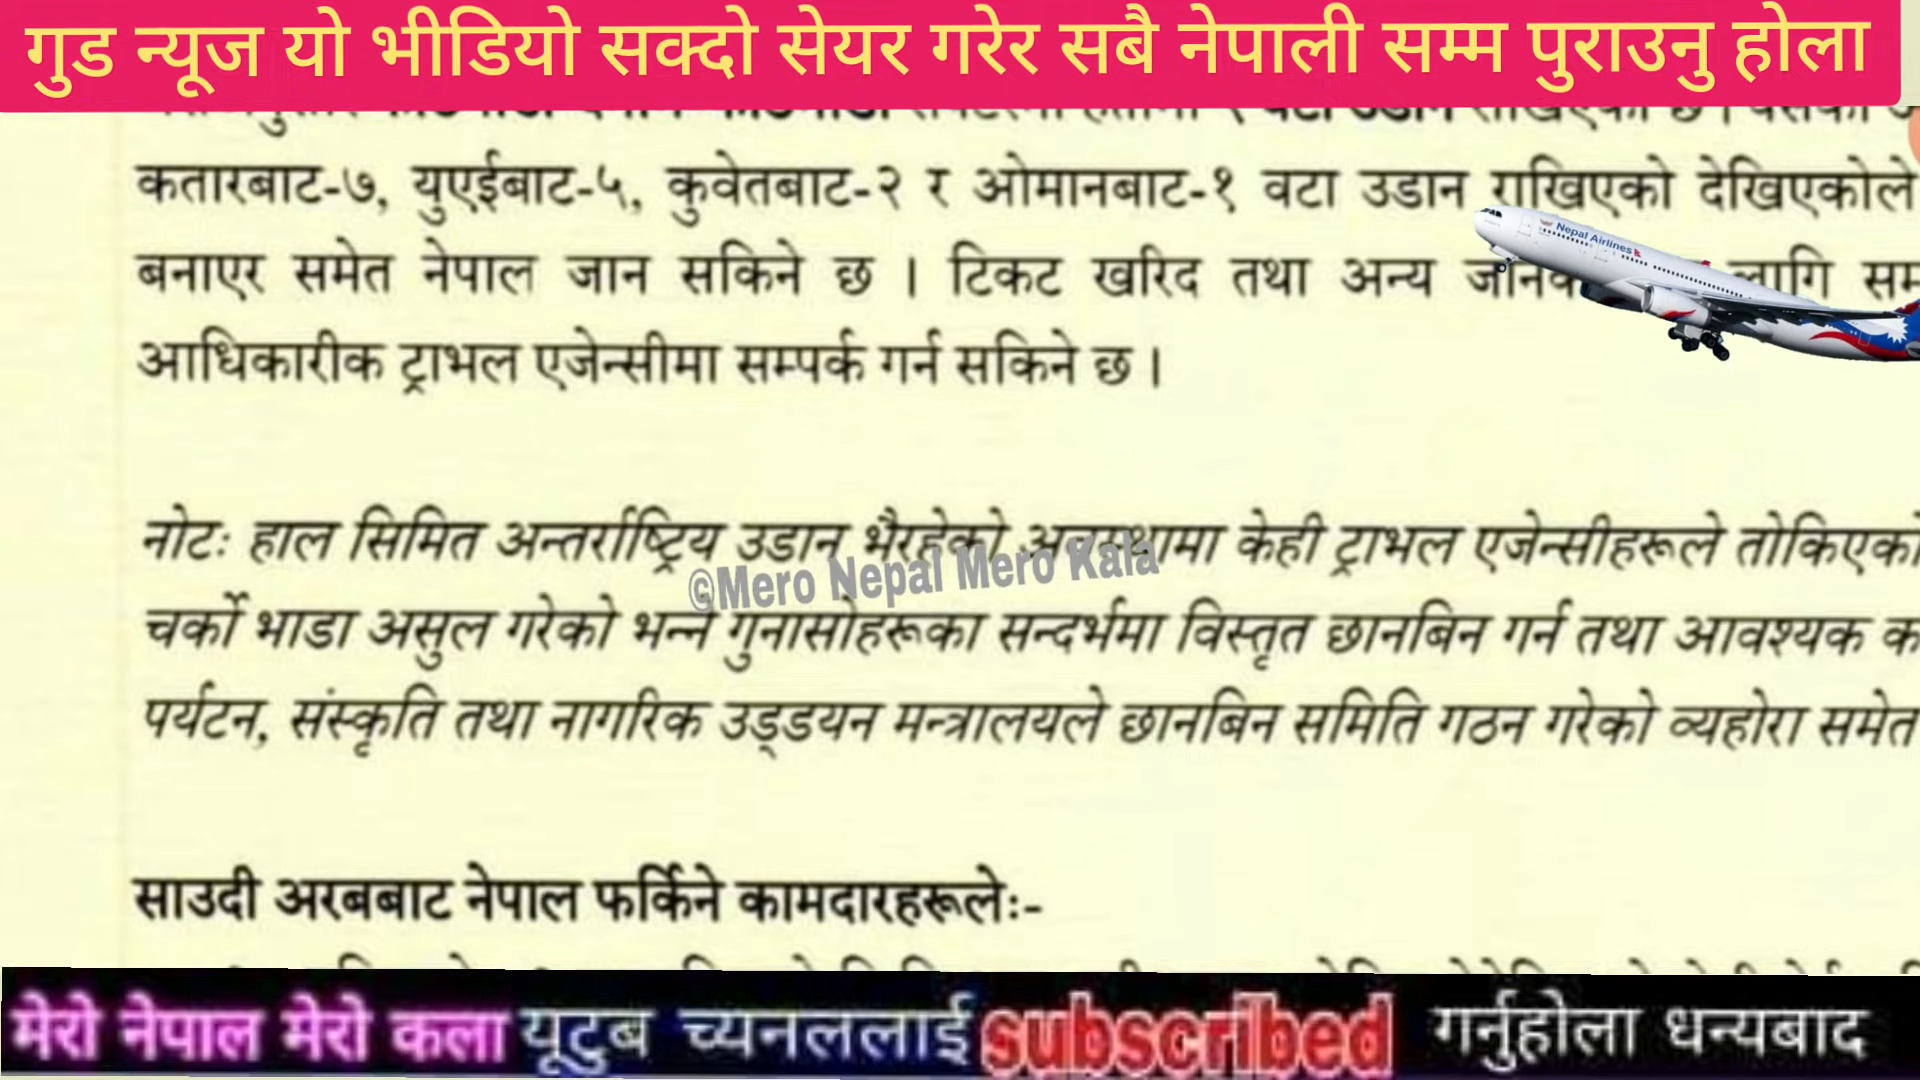 गुड न्यूज यो भीडियो सक्दो सेयर गरेर सबै नेपाली सम्म पुराउनु होला
कतारबाट-७, युएईबाट-५, कुवेतबाट-२ र ओमानबाट-१ वटा उडान राखिएको देखिएकोले
Nepal Airlines
बनाएर समेत नेपाल जान सकिने छ । टिकट खरिद तथा अन्य लागि
आधिकारीक ट्राभल एजेन्सीमा सम्पर्क गर्न सकिने छ ।
नोटः हाल सिमित अन्तर्राष्ट्रिय उडान भैरहेको केही ट्राभल एजेन्सीहरूले तोकिएको
©Mero Nepal Mero Kala
चर्को भाडा असुल गरेको भन्ने गुनासोहरूका सन्दर्भमा विस्तृत छानबिन गर्न तथा आवश्यक
पर्यटन, संस्कृति तथा नागरिक उड्डयन मन्त्रालयले छानबिन समिति गठन गरेको व्यहोरा समेत
साउदी अरबबाट नेपाल फर्किने कामदारहरूलेः-
मेरो नेपाल मेरो कला यूटुब च्यनललाई subscribed गर्नुहोला धन्यबाद